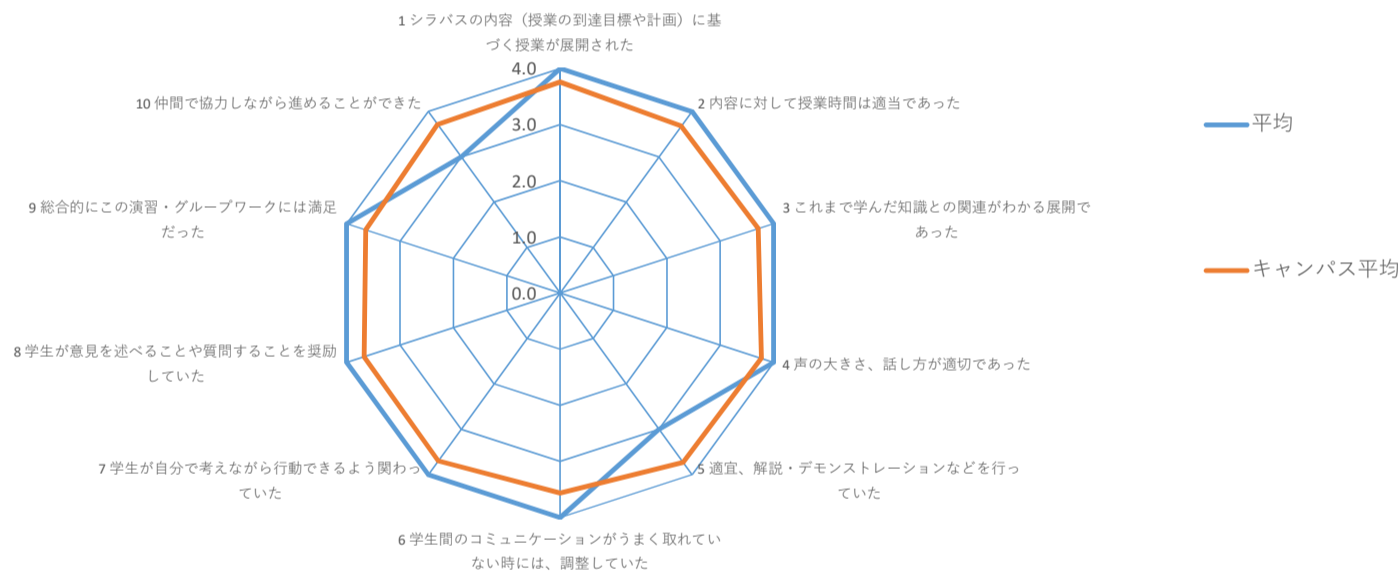 1 シラバスの内容（授業の到達目標や計画）に基
づく授業が展開された
4.0
3.0
2.0
1.0
0.0
2 内容に対して授業時間は適当であった
3 これまで学んだ知識との関連がわかる展開で
あった
4 声の大きさ、話し方が適切であった
5 適宜、解説・デモンストレーションなどを行っ
ていた
6 学生間のコミュニケーションがうまく取れてい
ない時には、調整していた
7 学生が自分で考えながら行動できるよう関わっ
ていた
8 学生が意見を述べることや質問することを奨励
していた
9 総合的にこの演習・グループワークには満足
だった
10 仲間で協力しながら進めることができた
平均
キャンパス平均